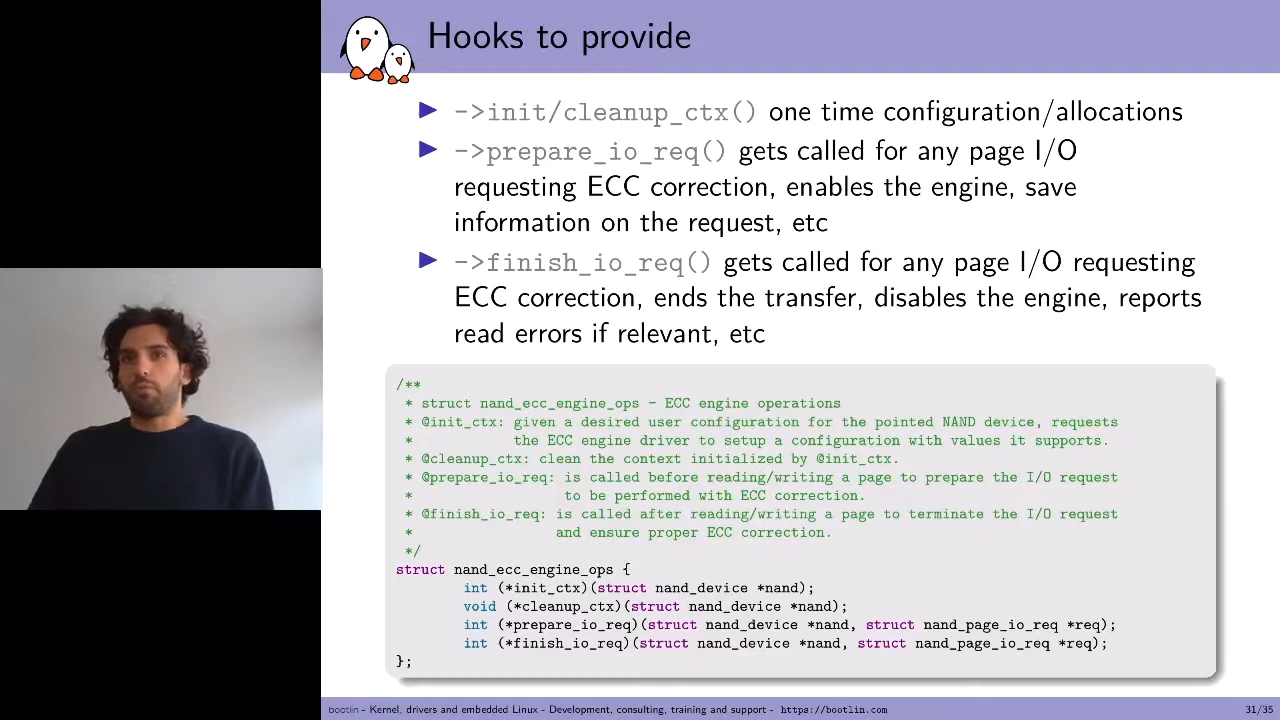 Hooks to provide
->init/cleanup_ctx() one time configuration/allocations
->prepare_io_req() gets called for any page I/O
requesting ECC correction, enables the engine, save
information on the request, etc
->finish_io_req() gets called for any page I/O requesting
ECC correction, ends the transfer, disables the engine, reports
read errors if relevant, etc
/**
* struct nand_ecc_engine_ops - ECC engine operations
* @init_ctx: given a desired user configuration for the pointed NAND device, requests
* the ECC engine driver to setup a configuration with values it supports.
* @cleanup_ctx: clean the context initialized by @init_ctx.
* @prepare_io_req: is called before reading/writing a page to prepare the I/O request
* to be performed with ECC correction.
* @finish_io_req: is called after reading/writing a page to terminate the I/O request
* and ensure proper ECC correction.
*/
struct nand_ecc_engine_ops {
int (*init_ctx)(struct nand_device *nand);
void (*cleanup_ctx)(struct nand_device *nand);
int (*prepare_io_req)(struct nand_device *nand, struct nand_page_io_req *req);
int (*finish_io_req)(struct nand_device *nand, struct nand_page_io_req *req);
};
bootlin - Kernel, drivers and embedded Linux - Development, consulting, training and support - https://bootlin.com 31/35